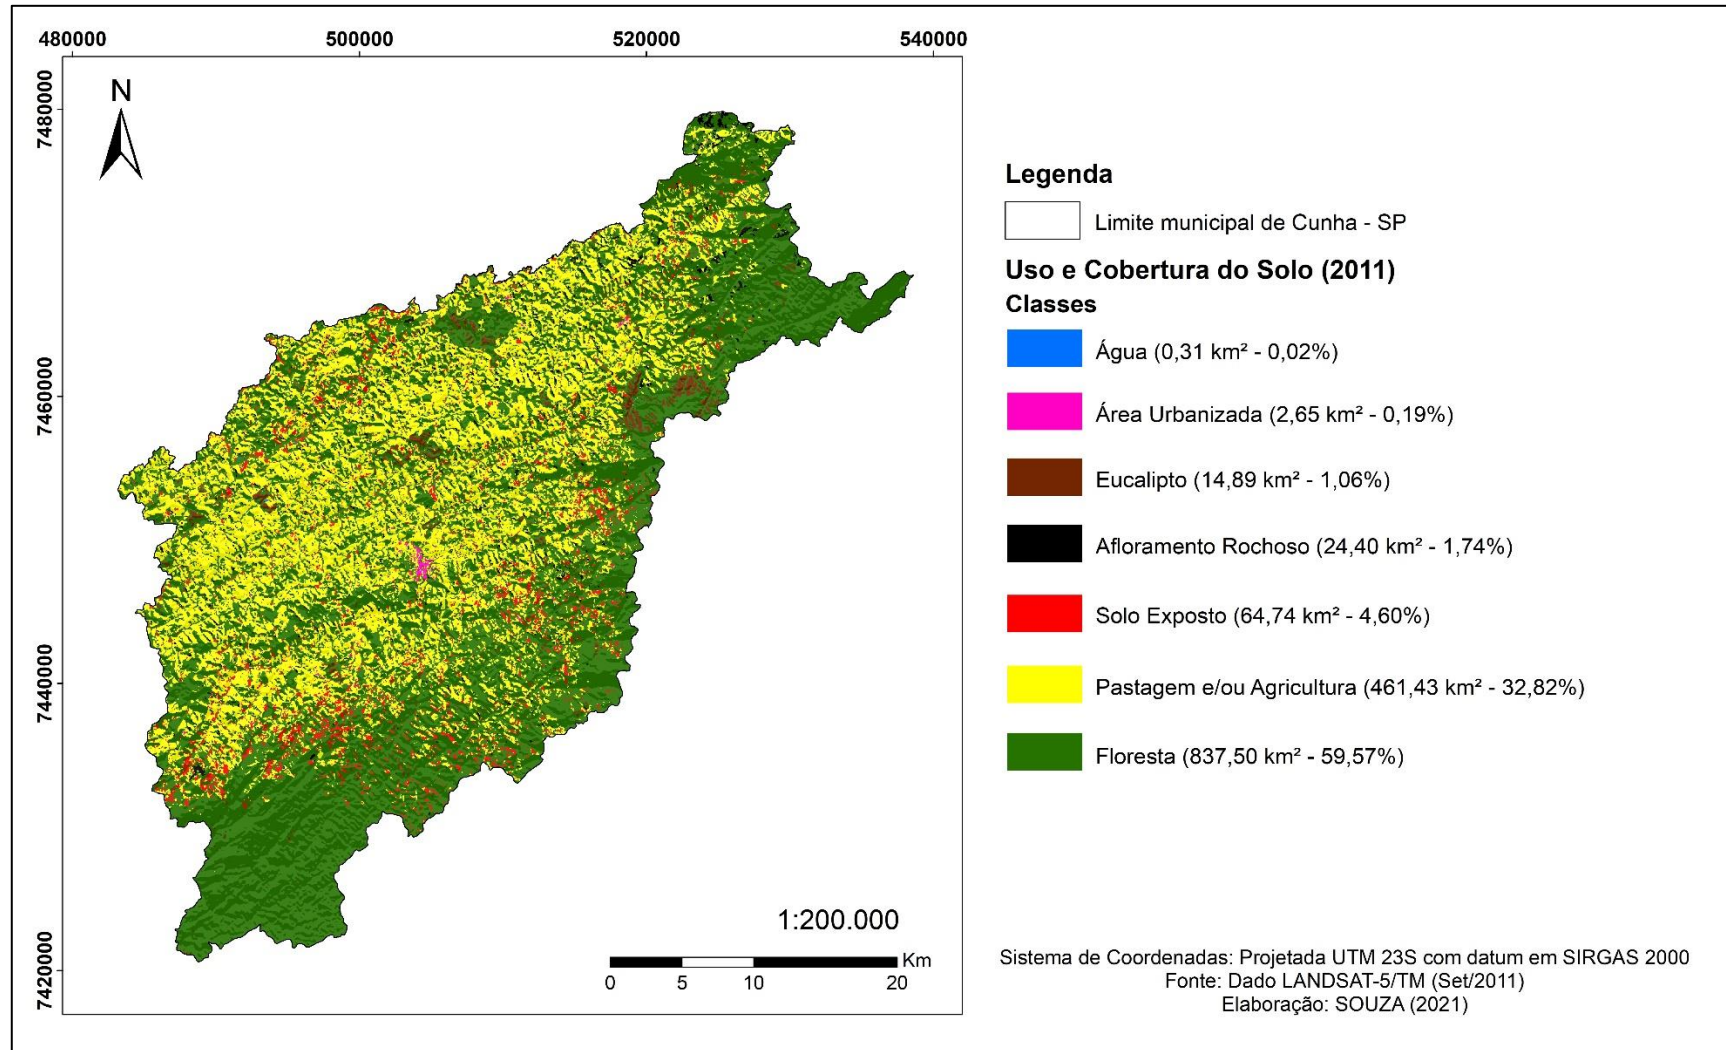 480000
500000
520000
540000
7480000
7460000
7440000
7420000
N
1:200.000
Km
0 5 10 20
Legenda
Limite municipal de Cunha - SP
Uso e Cobertura do Solo (2011)
Classes
Água (0,31 km² - 0,02%)
Área Urbanizada (2,65 km² - 0,19%)
Eucalipto (14,89 km² - 1,06%)
Afloramento Rochoso (24,40 km² - 1,74%)
Solo Exposto (64,74 km² - 4,60%)
Pastagem e/ou Agricultura (461,43 km² - 32,82%)
Floresta (837,50 km² - 59,57%)
Sistema de Coordenadas: Projetada UTM 23S com datum em SIRGAS 2000
Fonte: Dado LANDSAT-5/TM (Set/2011)
Elaboração: SOUZA (2021)